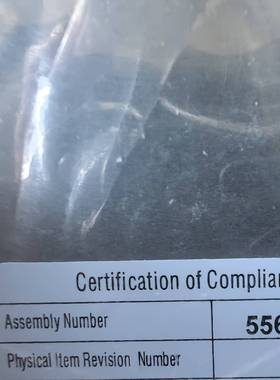 Certification of Complian
Assembly Number 556
Physical Item Revision Number